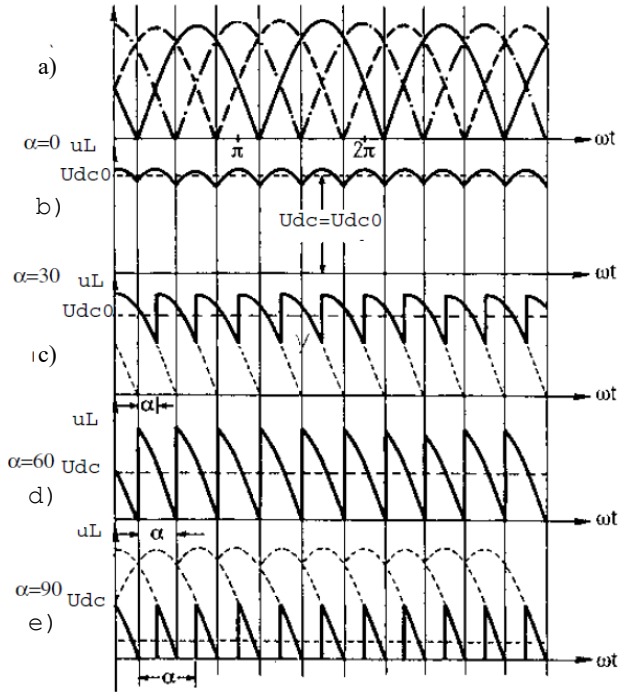 a)
α=0 uL
π
2π
ωt
Udc0
b)
Udc=Udc0
α=30 uL
ωt
Udc0
c)
α
ωt
uL
α=60 Udc
d)
uL
α
ωt
α=90 Udc
e)
α
ωt